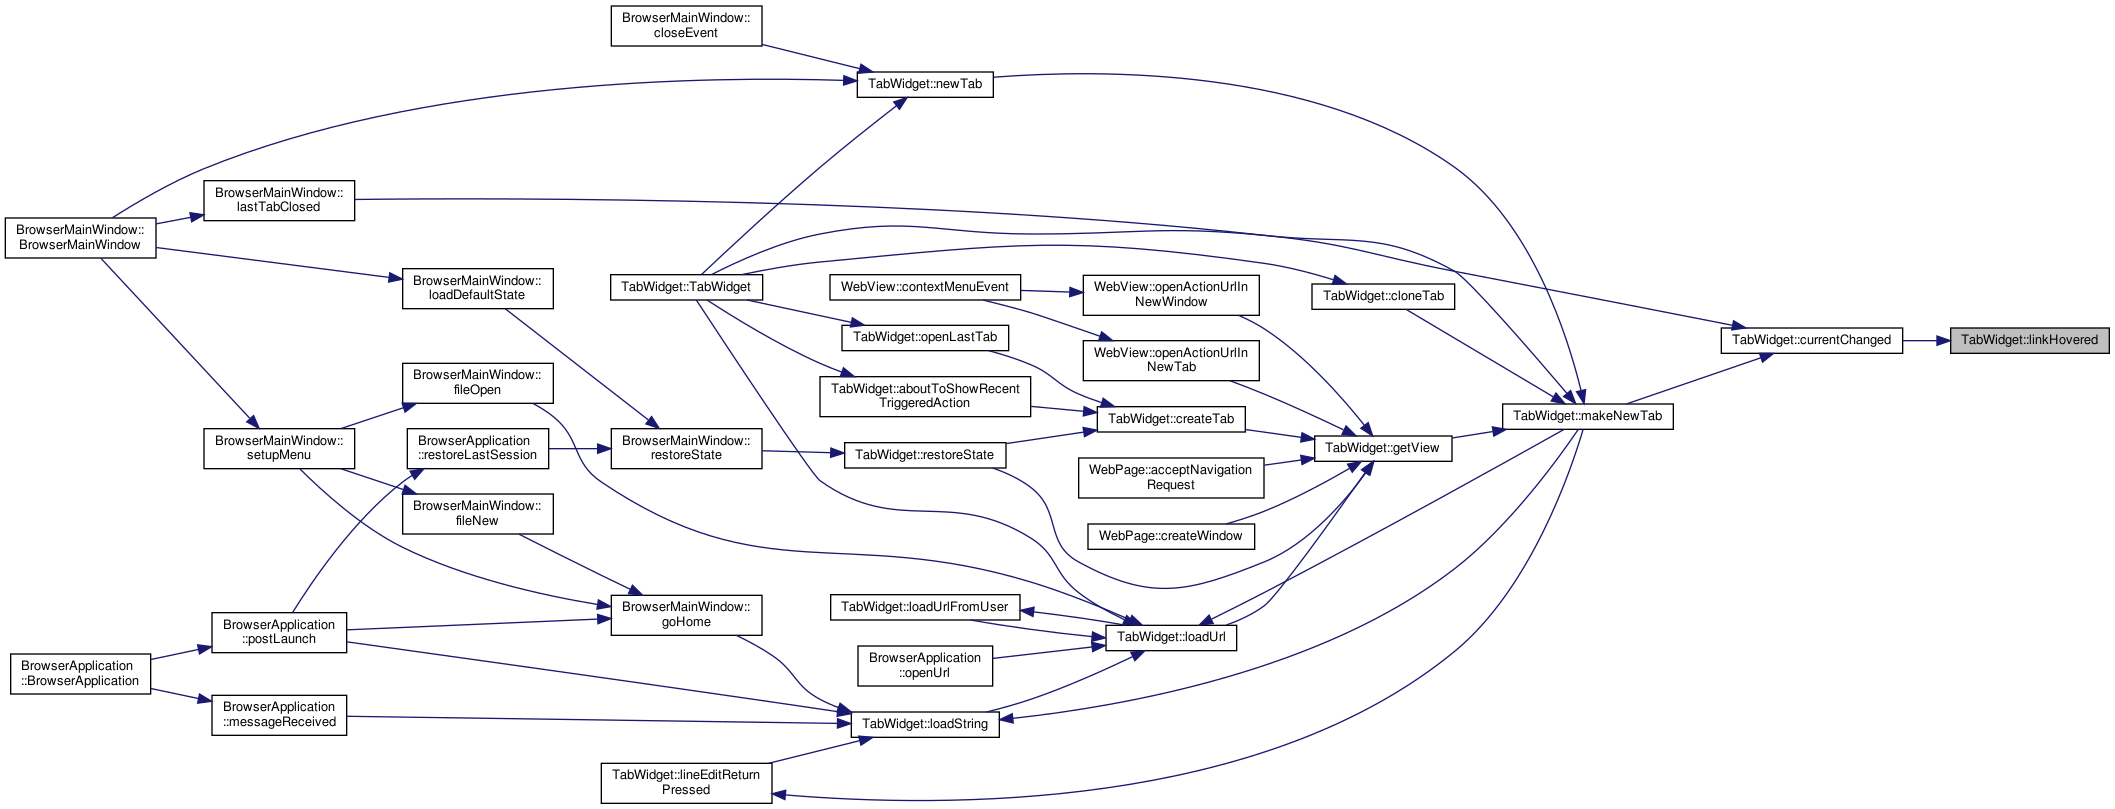 BrowserMainWindow::
closeEvent
TabWidget::newTab
BrowserMainWindow::
lastTabClosed
BrowserMainWindow::
BrowserMainWindow
BrowserMainWindow::
loadDefaultState
TabWidget::TabWidget
WebView::contextMenuEvent
WebView::openActionUrlIn
NewWindow
TabWidget::cloneTab
TabWidget::openLastTab
TabWidget::currentChanged
TabWidget::linkHovered
WebView::openActionUrlIn
NewTab
BrowserMainWindow::
fileOpen
TabWidget::aboutToShowRecent
TriggeredAction
TabWidget::createTab
TabWidget::makeNewTab
BrowserMainWindow::
setupMenu
BrowserApplication
::restoreLastSession
BrowserMainWindow::
restoreState
TabWidget::restoreState
TabWidget::getView
WebPage::acceptNavigation
Request
BrowserMainWindow::
fileNew
WebPage::createWindow
BrowserApplication
::postLaunch
BrowserMainWindow::
goHome
TabWidget::loadUrlFromUser
TabWidget::loadUrl
BrowserApplication
::BrowserApplication
BrowserApplication
::openUrl
BrowserApplication
::messageReceived
TabWidget::loadString
TabWidget::lineEditReturn
Pressed